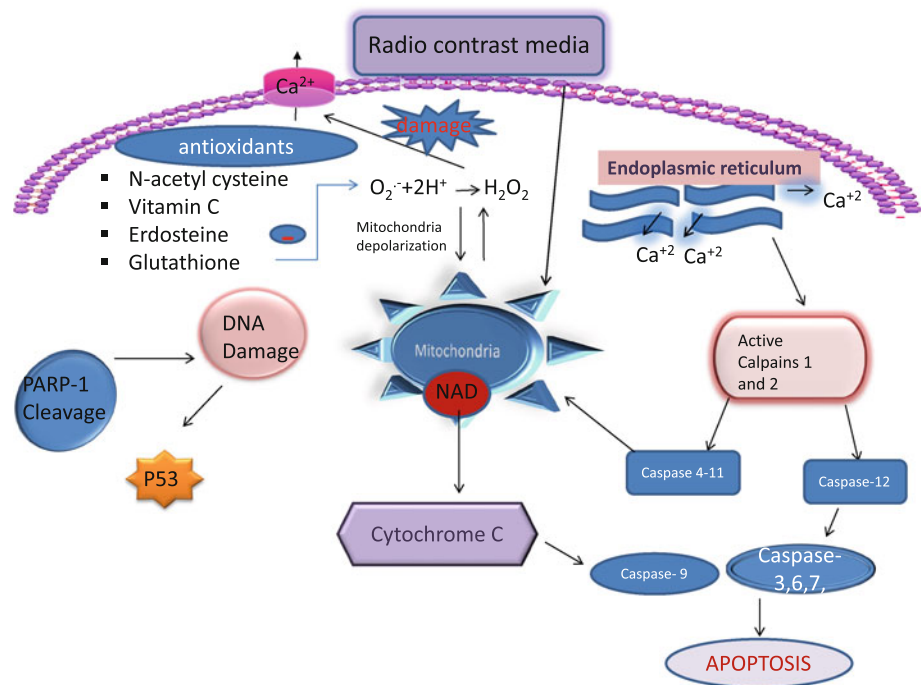 Radio contrast media
Ca2+
damage
antioxidants
▪ N-acetyl cysteine
▪ Vitamin C
▪ Erdosteine
▪ Glutathione
O₂·⁻+2H⁺ → H₂O₂
Mitochondria
depolarization
Endoplasmic reticulum
Ca⁺²
Ca⁺² Ca⁺²
DNA
Damage
PARP-1
Cleavage
P53
Mitochondria
NAD
Active
Calpains 1
and 2
Caspase 4-11
Caspase-12
Cytochrome C
Caspase- 9
Caspase-
3,6,7,
APOPTOSIS